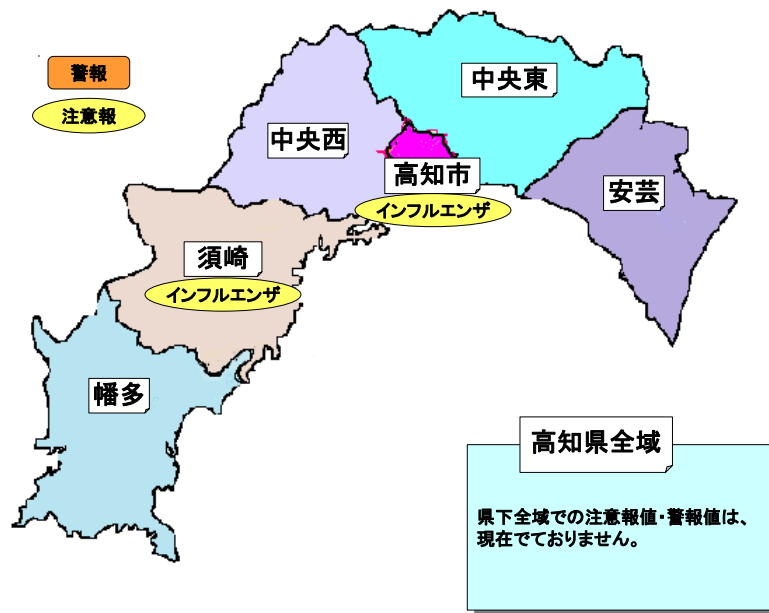 警報
注意報
中央東
中央西
高知市
インフルエンザ
安芸
須崎
インフルエンザ
幡多
高知県全域
県下全域での注意報値・警報値は、
現在でておりません。